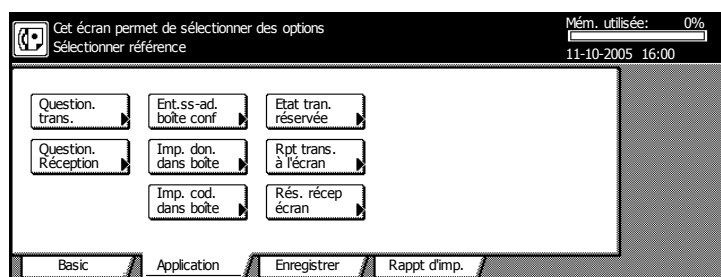 Cet écran permet de sélectionner des options
Sélectionner référence
Mém. utilisée: 0%
11-10-2005 16:00
Question.
trans.
Ent.ss-ad.
boîte conf
Etat tran.
réservée
Question.
Réception
Imp. don.
dans boîte
Rpt trans.
à l'écran
Imp. cod.
dans boîte
Rés. récep
écran
Basic
Application
Enregistrer
Rappt d'imp.